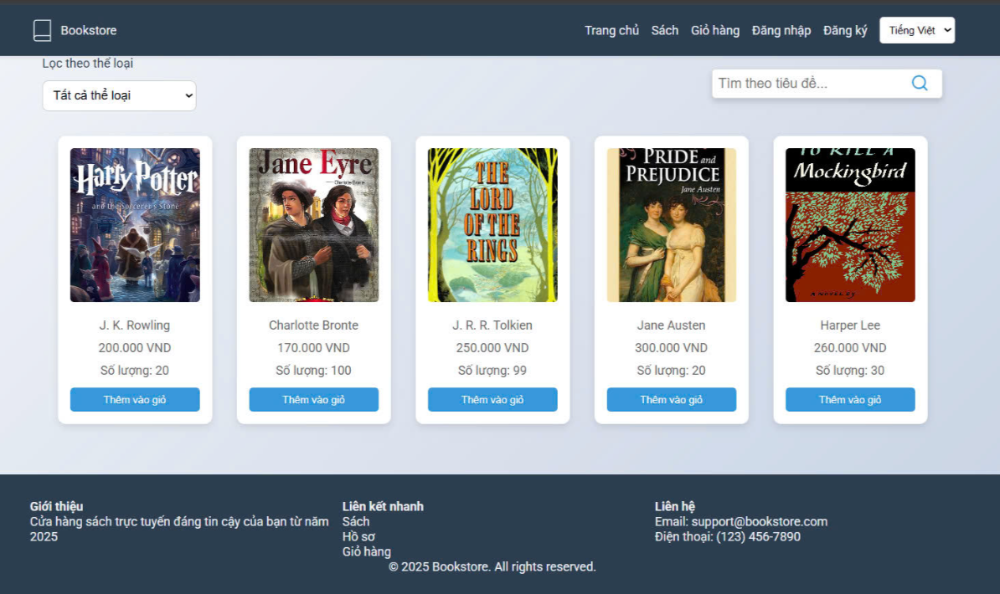 Bookstore
Trang chủ Sách Giỏ hàng Đăng nhập Đăng ký Tiếng Việt
Lọc theo thể loại
Tất cả thể loại
Tìm theo tiêu đề...
Harry Potter
and the Sorcerer's Stone
Jane Eyre
Charlotte Bronte
THE
LORD
OF THE
RINGS
PRIDE and
PREJUDICE
Jane Austen
TO KILL A
Mockingbird
A NOVEL BY
J. K. Rowling
200.000 VND
Số lượng: 20
Thêm vào giỏ
Charlotte Bronte
170.000 VND
Số lượng: 100
Thêm vào giỏ
J. R. R. Tolkien
250.000 VND
Số lượng: 99
Thêm vào giỏ
Jane Austen
300.000 VND
Số lượng: 20
Thêm vào giỏ
Harper Lee
260.000 VND
Số lượng: 30
Thêm vào giỏ
Giới thiệu
Cửa hàng sách trực tuyến đáng tin cậy của bạn từ năm
2025
Liên kết nhanh
Sách
Hồ sơ
Giỏ hàng
Liên hệ
Email: support@bookstore.com
Điện thoại: (123) 456-7890
© 2025 Bookstore. All rights reserved.